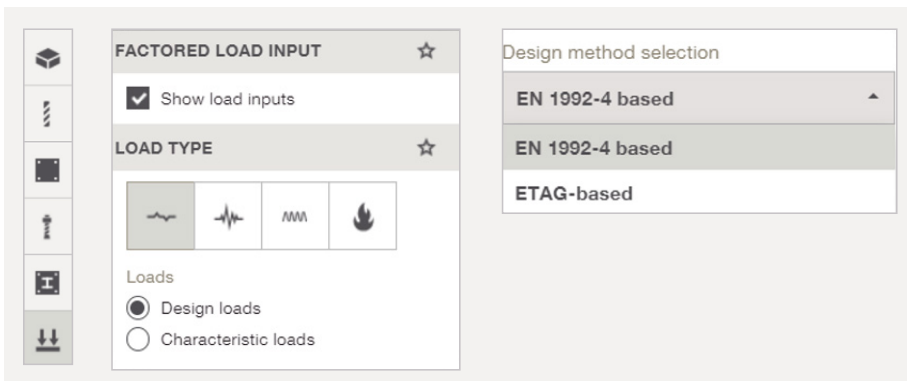 FACTORED LOAD INPUT
Show load inputs
LOAD TYPE
Loads
Design loads
Characteristic loads
Design method selection
EN 1992-4 based
EN 1992-4 based
ETAG-based